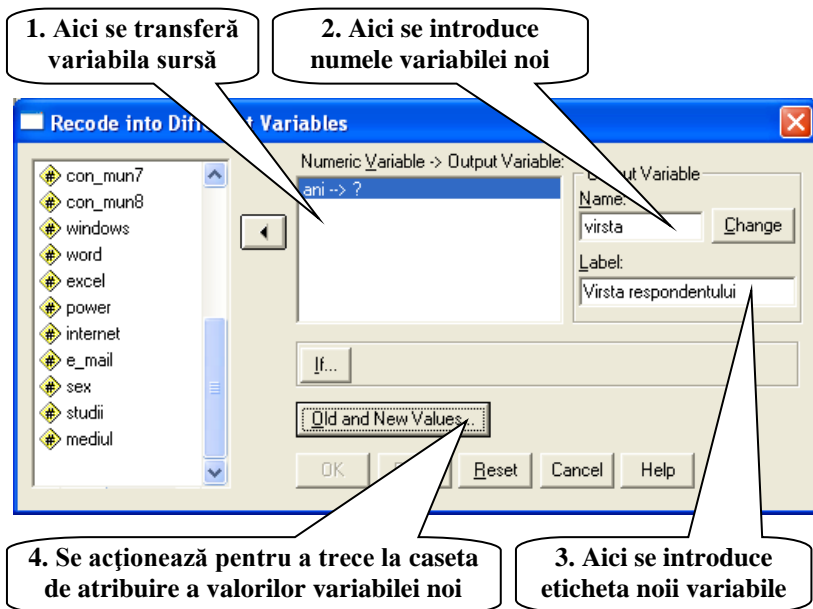 1. Aici se transferă
variabila sursă
2. Aici se introduce
numele variabilei noi
Recode into Different Variables
con_mun7
con_mun8
windows
word
excel
power
internet
e_mail
sex
studii
mediul
Numeric Variable -> Output Variable:
ani --> ?
Output Variable
Name:
virsta
Change
Label:
Virsta respondentului
If...
Old and New Values...
OK
Reset
Cancel
Help
4. Se acţionează pentru a trece la caseta
de atribuire a valorilor variabilei noi
3. Aici se introduce
eticheta noii variabile